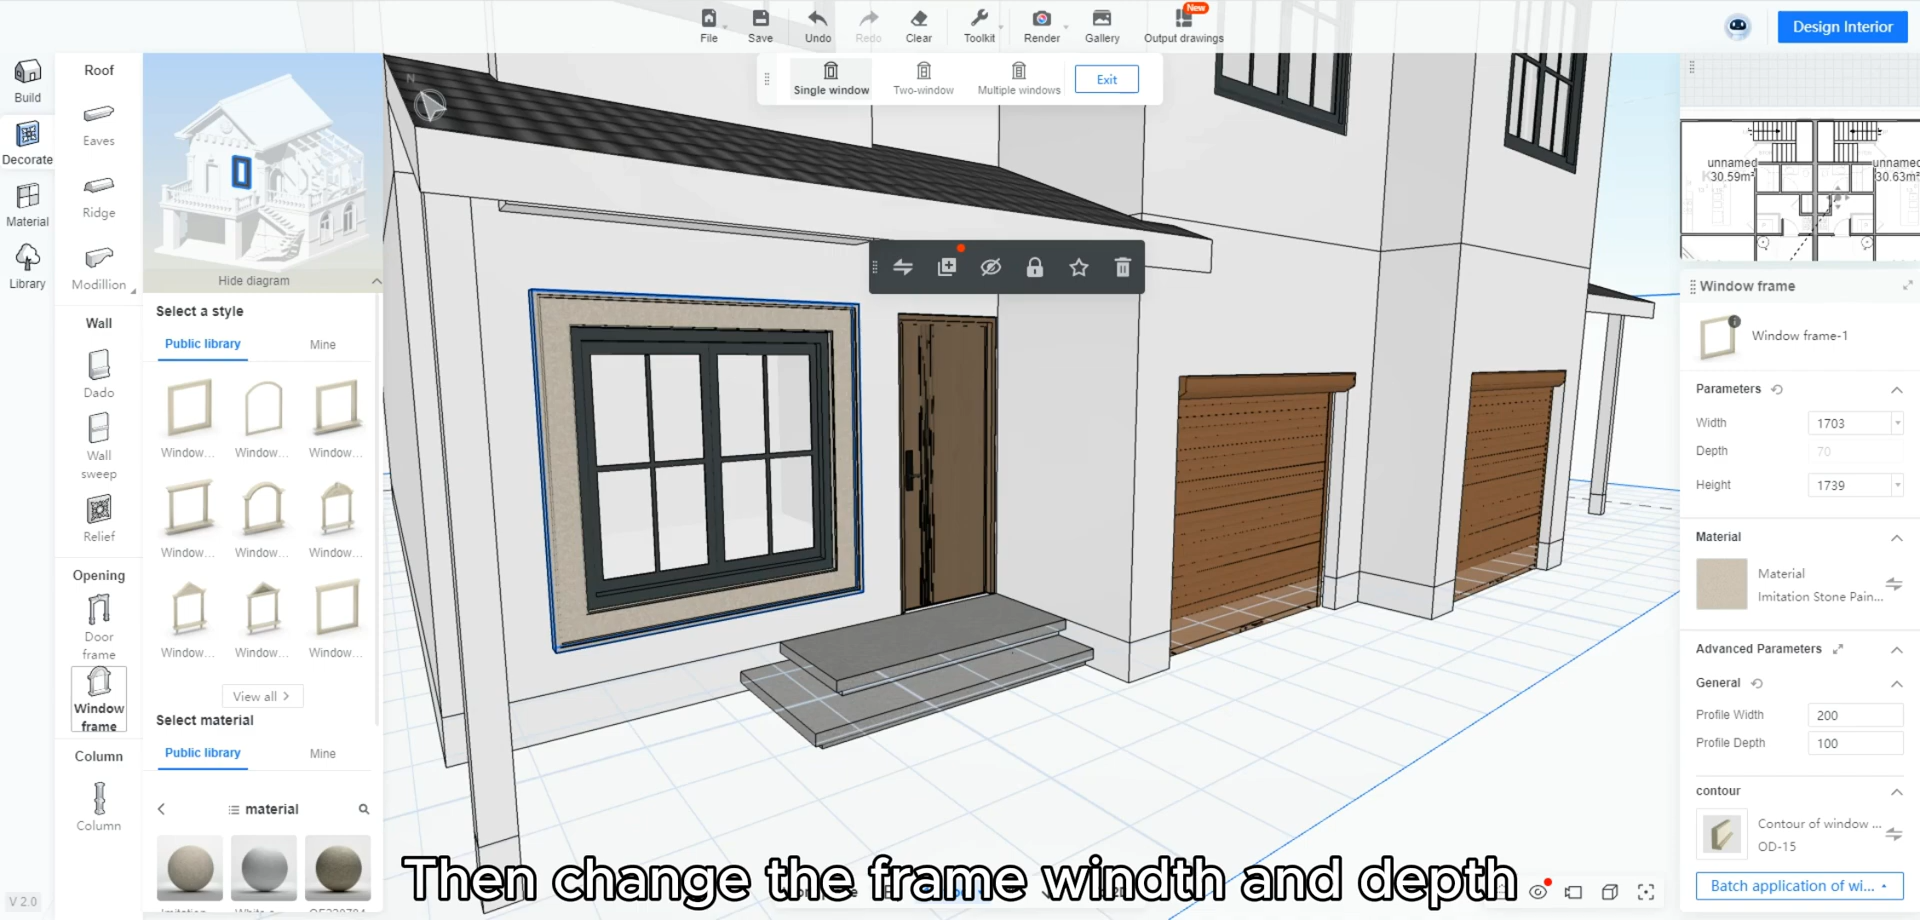 File
Save
Undo
Redo
Clear
Toolkit
Render
Gallery
New
Output drawings
Design Interior
Build
Decorate
Material
Library
V 2.0
Roof
Eaves
Ridge
Modillion
Wall
Dado
Wall
sweep
Relief
Opening
Door
frame
Window
frame
Column
Column
Hide diagram
Select a style
Public library
Mine
Window...
Window...
Window...
Window...
Window...
Window...
Window...
Window...
Window...
View all >
Select material
Public library
Mine
material
N
Single window
Two-window
Multiple windows
Exit
unnamed
30.59m²
unnamed
30.63m²
Window frame
Window frame-1
Parameters
Width 1703
Depth 70
Height 1739
Material
Material
Imitation Stone Pain...
Advanced Parameters
General
Profile Width 200
Profile Depth 100
contour
Contour of window ...
OD-15
Batch application of wi...
Then change the frame windth and depth